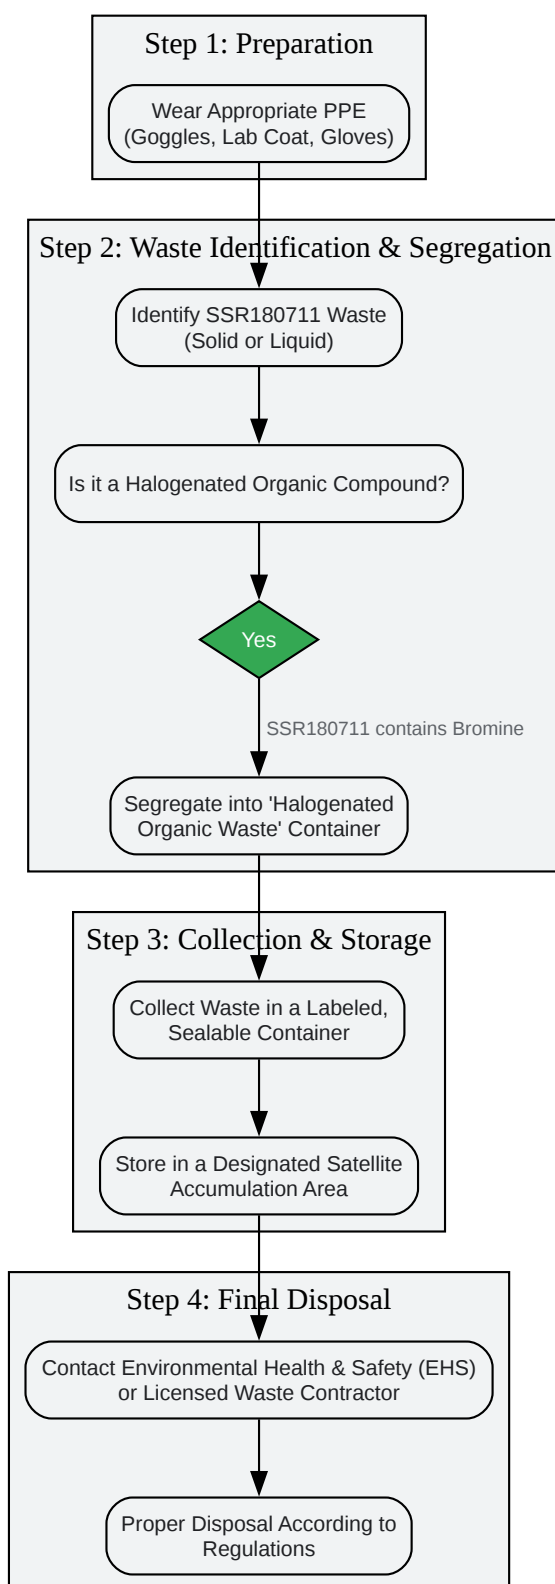 Step 1: Preparation
Wear Appropriate PPE
(Goggles, Lab Coat, Gloves)
Step 2: Waste Identification & Segregation
Identify SSR180711 Waste
(Solid or Liquid)
Is it a Halogenated Organic Compound?
Yes
SSR180711 contains Bromine
Segregate into 'Halogenated
Organic Waste' Container
Step 3: Collection & Storage
Collect Waste in a Labeled,
Sealable Container
Store in a Designated Satellite
Accumulation Area
Step 4: Final Disposal
Contact Environmental Health & Safety (EHS)
or Licensed Waste Contractor
Proper Disposal According to
Regulations